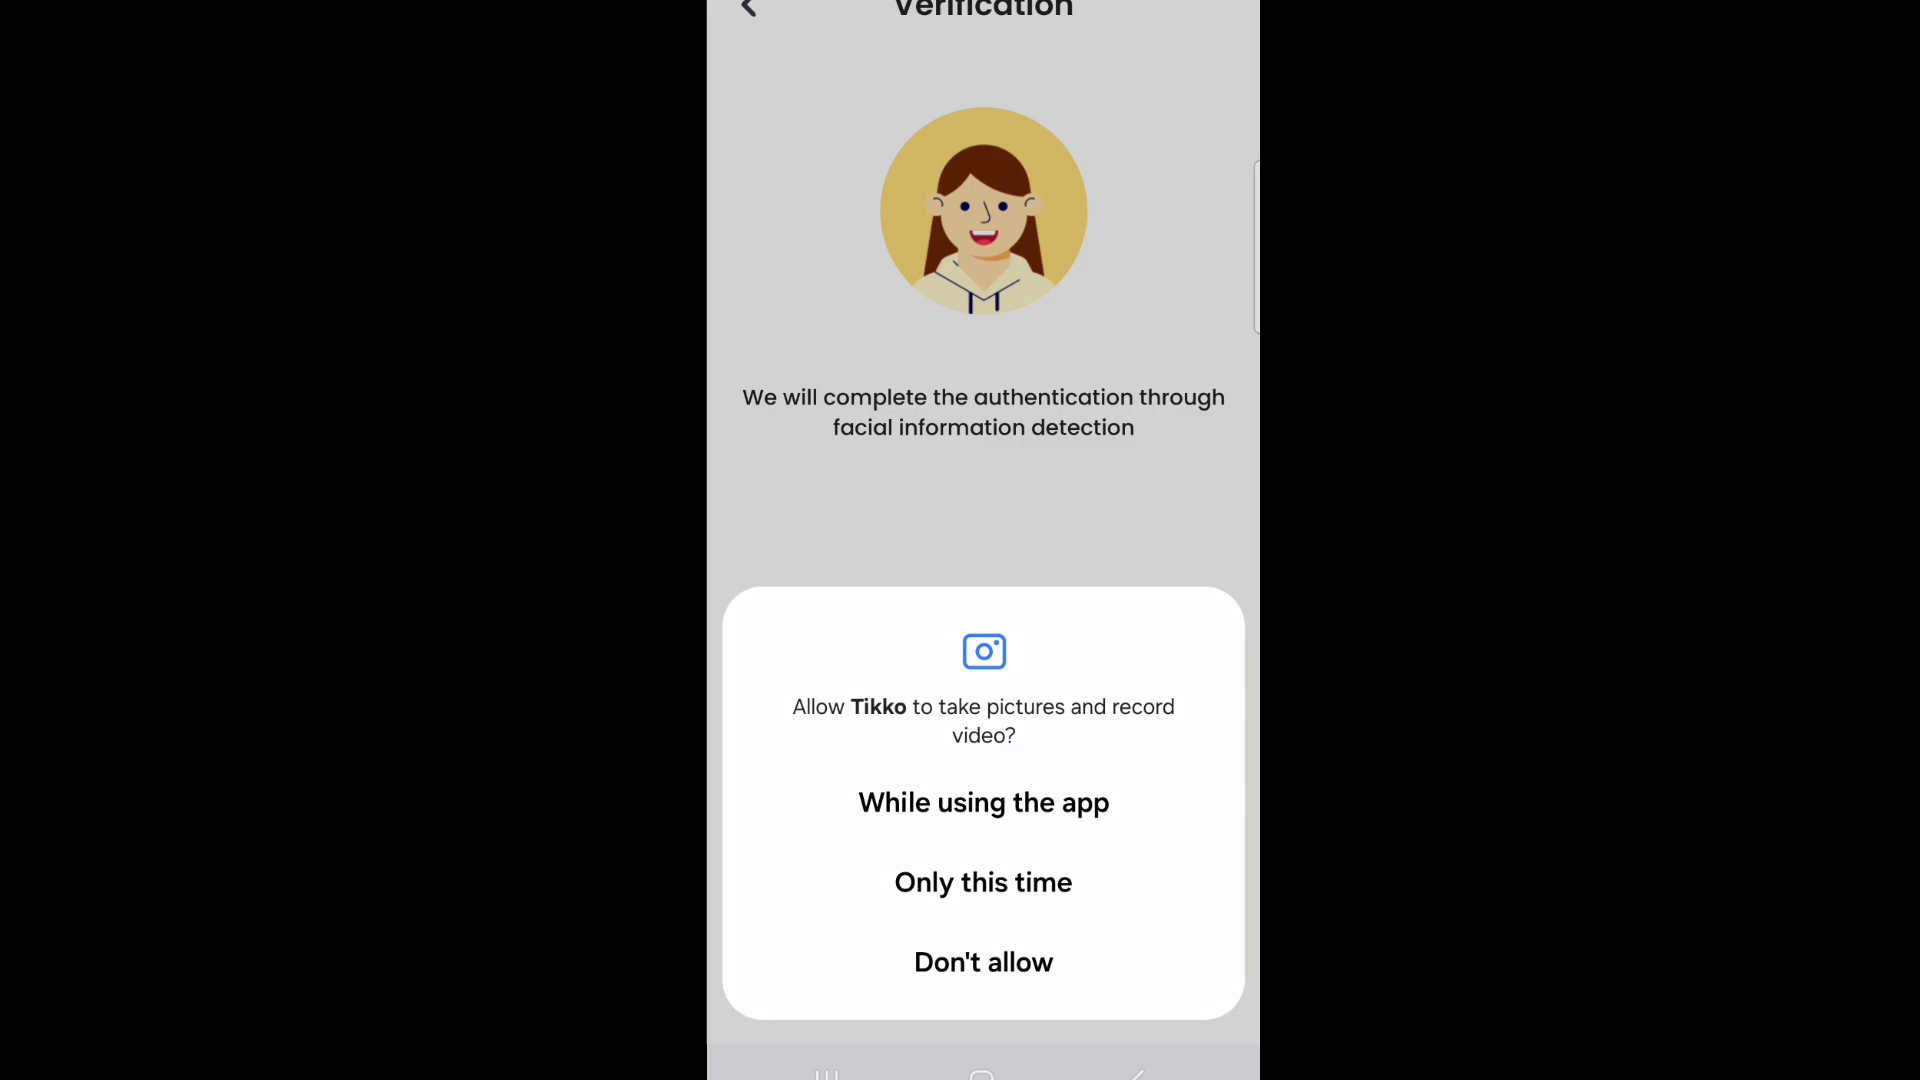 Verification
We will complete the authentication through
facial information detection
Allow Tikko to take pictures and record
video?
While using the app
Only this time
Don't allow